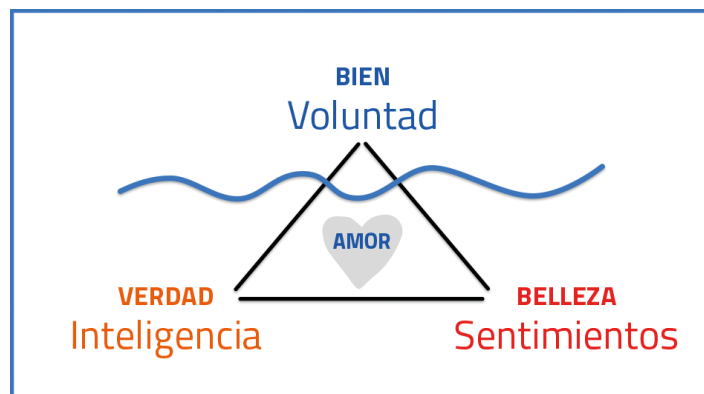 BIEN
Voluntad
AMOR
VERDAD
Inteligencia
BELLEZA
Sentimientos